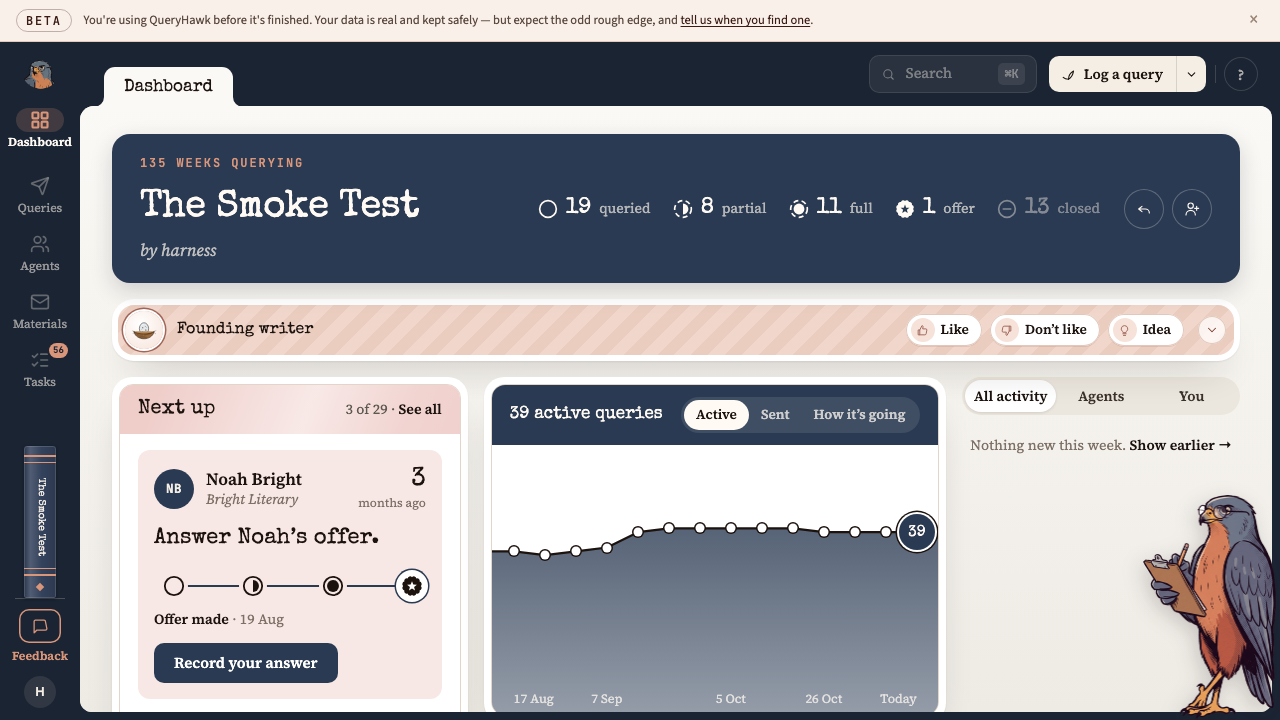 BETA You're using QueryHawk before it's finished. Your data is real and kept safely — but expect the odd rough edge, and tell us when you find one. ×
Dashboard
Search ⌘K
Log a query
?
Dashboard
Queries
Agents
Materials
56
Tasks
The Smoke Test
Feedback
H
135 WEEKS QUERYING
The Smoke Test
by harness
19 queried
8 partial
11 full
1 offer
13 closed
Founding writer
Like
Don't like
Idea
Next up
3 of 29 · See all
NB
Noah Bright
Bright Literary
3
months ago
Answer Noah's offer.
Offer made · 19 Aug
Record your answer
39 active queries
Active
Sent
How it's going
39
17 Aug
7 Sep
5 Oct
26 Oct
Today
All activity
Agents
You
Nothing new this week. Show earlier →